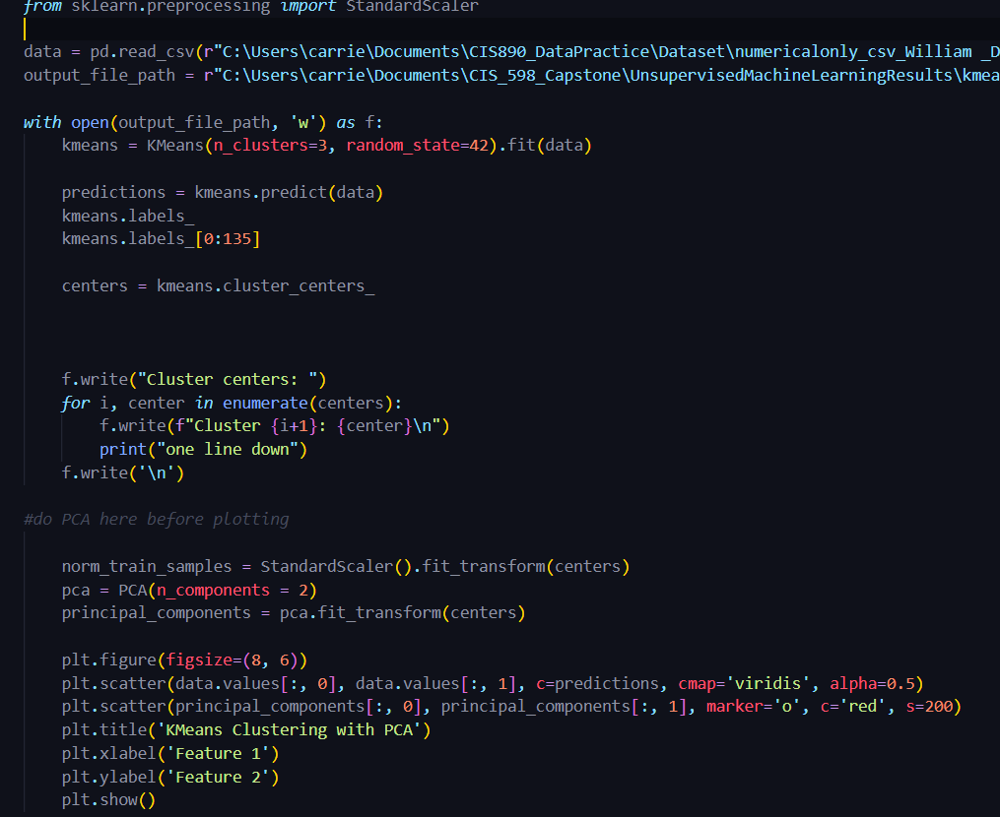 from sklearn.preprocessing import StandardScaler
data = pd.read_csv(r"C:\Users\carrie\Documents\CIS890_DataPractice\Dataset\numericalonly_csv_William _D
output_file_path = r"C:\Users\carrie\Documents\CIS_598_Capstone\UnsupervisedMachineLearningResults\kmea
with open(output_file_path, 'w') as f:
    kmeans = KMeans(n_clusters=3, random_state=42).fit(data)
    predictions = kmeans.predict(data)
    kmeans.labels_
    kmeans.labels_[0:135]
    centers = kmeans.cluster_centers_
    f.write("Cluster centers: ")
    for i, center in enumerate(centers):
        f.write(f"Cluster {i+1}: {center}\n")
        print("one line down")
    f.write('\n')
#do PCA here before plotting
    norm_train_samples = StandardScaler().fit_transform(centers)
    pca = PCA(n_components = 2)
    principal_components = pca.fit_transform(centers)
    plt.figure(figsize=(8, 6))
    plt.scatter(data.values[:, 0], data.values[:, 1], c=predictions, cmap='viridis', alpha=0.5)
    plt.scatter(principal_components[:, 0], principal_components[:, 1], marker='o', c='red', s=200)
    plt.title('KMeans Clustering with PCA')
    plt.xlabel('Feature 1')
    plt.ylabel('Feature 2')
    plt.show()